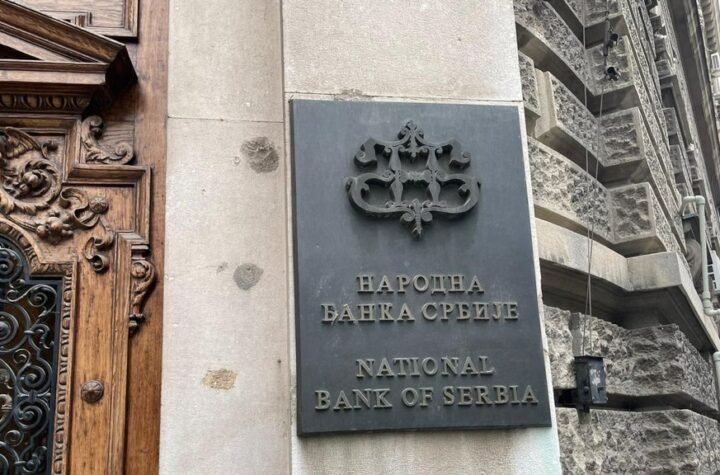 НАРОДНА
БАНКА СРБИЈЕ
NATIONAL
BANK OF SERBIA